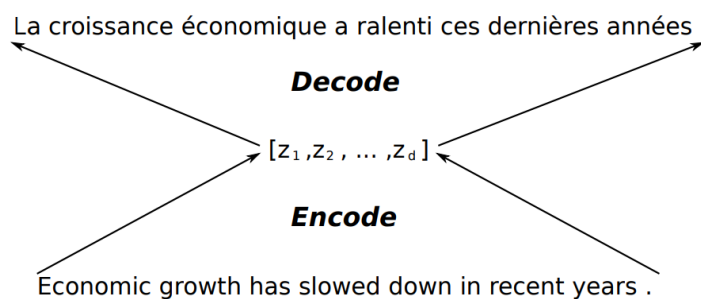 La croissance économique a ralenti ces dernières années
Decode
[z₁ ,z₂ , ... ,z_d ]
Encode
Economic growth has slowed down in recent years .